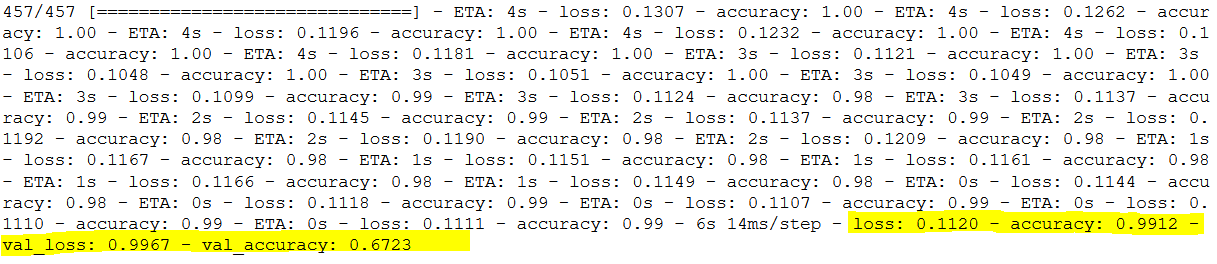 457/457 [==============================] - ETA: 4s - loss: 0.1307 - accuracy: 1.00 - ETA: 4s - loss: 0.1262 - accur
acy: 1.00 - ETA: 4s - loss: 0.1196 - accuracy: 1.00 - ETA: 4s - loss: 0.1232 - accuracy: 1.00 - ETA: 4s - loss: 0.1
106 - accuracy: 1.00 - ETA: 4s - loss: 0.1181 - accuracy: 1.00 - ETA: 3s - loss: 0.1121 - accuracy: 1.00 - ETA: 3s
- loss: 0.1048 - accuracy: 1.00 - ETA: 3s - loss: 0.1051 - accuracy: 1.00 - ETA: 3s - loss: 0.1049 - accuracy: 1.00
- ETA: 3s - loss: 0.1099 - accuracy: 0.99 - ETA: 3s - loss: 0.1124 - accuracy: 0.98 - ETA: 3s - loss: 0.1137 - accu
racy: 0.99 - ETA: 2s - loss: 0.1145 - accuracy: 0.99 - ETA: 2s - loss: 0.1137 - accuracy: 0.99 - ETA: 2s - loss: 0.
1192 - accuracy: 0.98 - ETA: 2s - loss: 0.1190 - accuracy: 0.98 - ETA: 2s - loss: 0.1209 - accuracy: 0.98 - ETA: 1s
- loss: 0.1167 - accuracy: 0.98 - ETA: 1s - loss: 0.1151 - accuracy: 0.98 - ETA: 1s - loss: 0.1161 - accuracy: 0.98
- ETA: 1s - loss: 0.1166 - accuracy: 0.98 - ETA: 1s - loss: 0.1149 - accuracy: 0.98 - ETA: 0s - loss: 0.1144 - accu
racy: 0.98 - ETA: 0s - loss: 0.1118 - accuracy: 0.99 - ETA: 0s - loss: 0.1107 - accuracy: 0.99 - ETA: 0s - loss: 0.
1110 - accuracy: 0.99 - ETA: 0s - loss: 0.1111 - accuracy: 0.99 - 6s 14ms/step - loss: 0.1120 - accuracy: 0.9912 -
val_loss: 0.9967 - val_accuracy: 0.6723